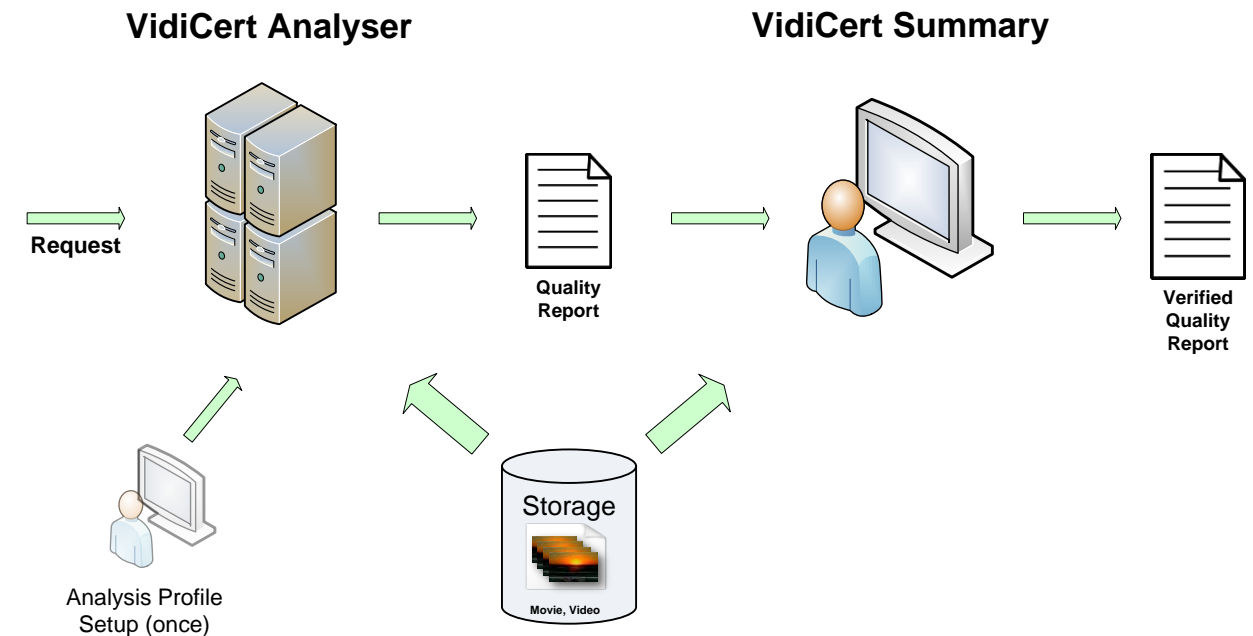 VidiCert Analyser
VidiCert Summary
Request
Quality
Report
Verified
Quality
Report
Storage
Movie, Video
Analysis Profile
Setup (once)